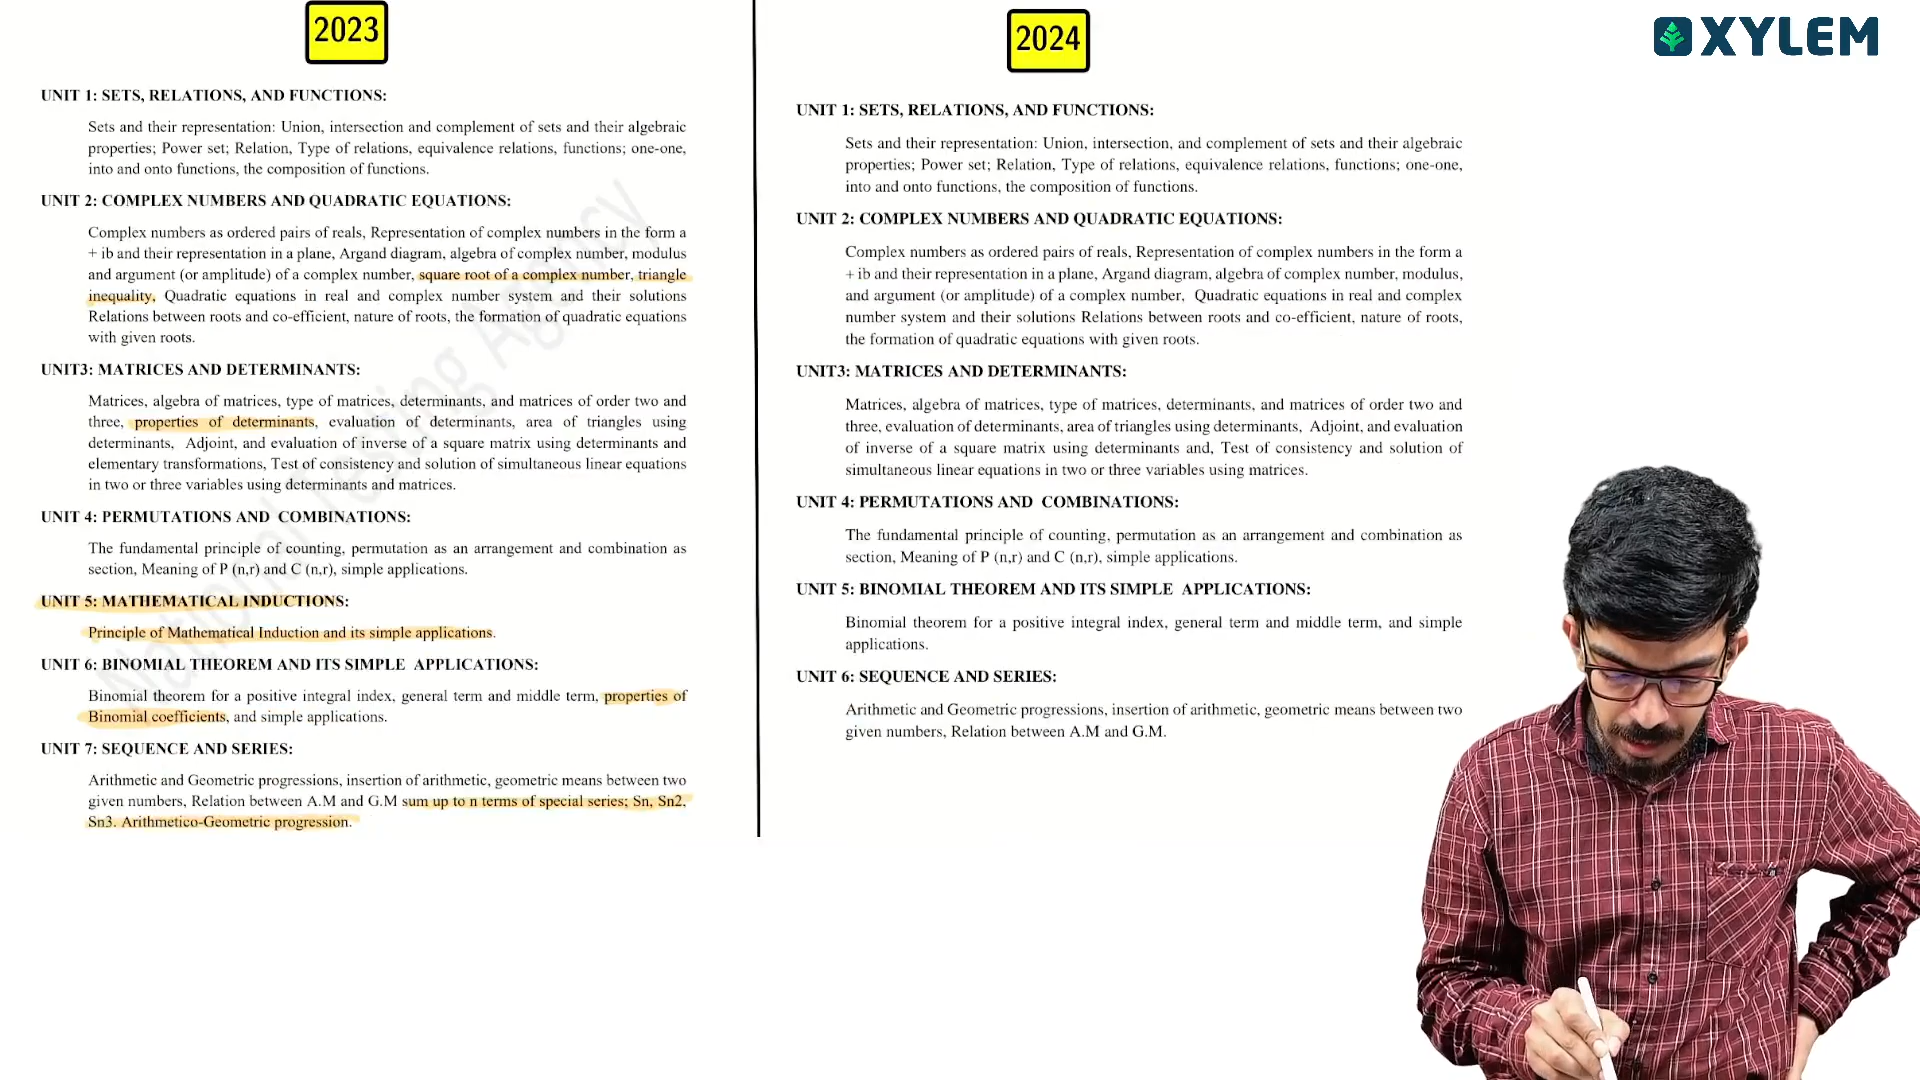 2023
UNIT 1: SETS, RELATIONS, AND FUNCTIONS:
Sets and their representation: Union, intersection and complement of sets and their algebraic
properties; Power set; Relation, Type of relations, equivalence relations, functions; one-one,
into and onto functions, the composition of functions.
UNIT 2: COMPLEX NUMBERS AND QUADRATIC EQUATIONS:
Complex numbers as ordered pairs of reals, Representation of complex numbers in the form a
+ ib and their representation in a plane, Argand diagram, algebra of complex number, modulus
and argument (or amplitude) of a complex number, square root of a complex number, triangle
inequality, Quadratic equations in real and complex number system and their solutions
Relations between roots and co-efficient, nature of roots, the formation of quadratic equations
with given roots.
UNIT3: MATRICES AND DETERMINANTS:
Matrices, algebra of matrices, type of matrices, determinants, and matrices of order two and
three, properties of determinants, evaluation of determinants, area of triangles using
determinants, Adjoint, and evaluation of inverse of a square matrix using determinants and
elementary transformations, Test of consistency and solution of simultaneous linear equations
in two or three variables using determinants and matrices.
UNIT 4: PERMUTATIONS AND COMBINATIONS:
The fundamental principle of counting, permutation as an arrangement and combination as
section, Meaning of P (n,r) and C (n,r), simple applications.
UNIT 5: MATHEMATICAL INDUCTIONS:
Principle of Mathematical Induction and its simple applications.
UNIT 6: BINOMIAL THEOREM AND ITS SIMPLE APPLICATIONS:
Binomial theorem for a positive integral index, general term and middle term, properties of
Binomial coefficients, and simple applications.
UNIT 7: SEQUENCE AND SERIES:
Arithmetic and Geometric progressions, insertion of arithmetic, geometric means between two
given numbers, Relation between A.M and G.M sum up to n terms of special series; Sn, Sn2,
Sn3. Arithmetico-Geometric progression.
National Testing Agency
2024
UNIT 1: SETS, RELATIONS, AND FUNCTIONS:
Sets and their representation: Union, intersection, and complement of sets and their algebraic
properties; Power set; Relation, Type of relations, equivalence relations, functions; one-one,
into and onto functions, the composition of functions.
UNIT 2: COMPLEX NUMBERS AND QUADRATIC EQUATIONS:
Complex numbers as ordered pairs of reals, Representation of complex numbers in the form a
+ ib and their representation in a plane, Argand diagram, algebra of complex number, modulus,
and argument (or amplitude) of a complex number, Quadratic equations in real and complex
number system and their solutions Relations between roots and co-efficient, nature of roots,
the formation of quadratic equations with given roots.
UNIT3: MATRICES AND DETERMINANTS:
Matrices, algebra of matrices, type of matrices, determinants, and matrices of order two and
three, evaluation of determinants, area of triangles using determinants, Adjoint, and evaluation
of inverse of a square matrix using determinants and, Test of consistency and solution of
simultaneous linear equations in two or three variables using matrices.
UNIT 4: PERMUTATIONS AND COMBINATIONS:
The fundamental principle of counting, permutation as an arrangement and combination as
section, Meaning of P (n,r) and C (n,r), simple applications.
UNIT 5: BINOMIAL THEOREM AND ITS SIMPLE APPLICATIONS:
Binomial theorem for a positive integral index, general term and middle term, and simple
applications.
UNIT 6: SEQUENCE AND SERIES:
Arithmetic and Geometric progressions, insertion of arithmetic, geometric means between two
given numbers, Relation between A.M and G.M.
XYLEM